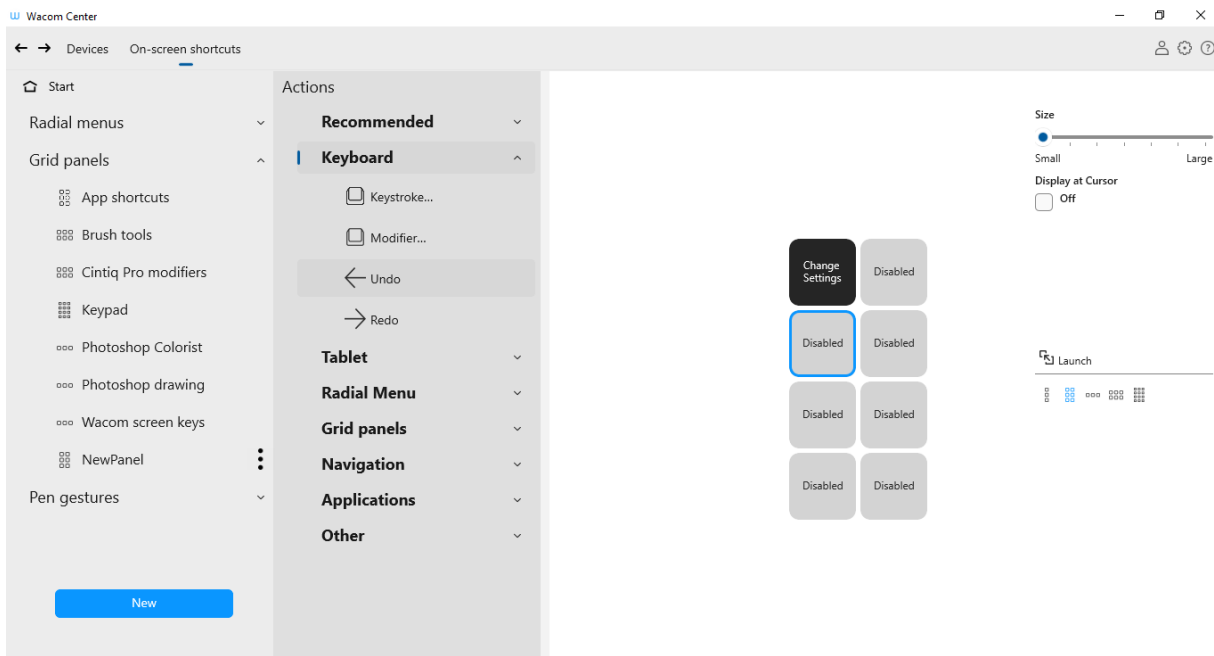 Wacom Center
Devices On-screen shortcuts
Start
Radial menus
Grid panels
App shortcuts
Brush tools
Cintiq Pro modifiers
Keypad
Photoshop Colorist
Photoshop drawing
Wacom screen keys
NewPanel
Pen gestures
New
Actions
Recommended
Keyboard
Keystroke...
Modifier...
Undo
Redo
Tablet
Radial Menu
Grid panels
Navigation
Applications
Other
Change
Settings
Disabled
Disabled
Disabled
Disabled
Disabled
Disabled
Disabled
Size
Small Large
Display at Cursor
Off
Launch